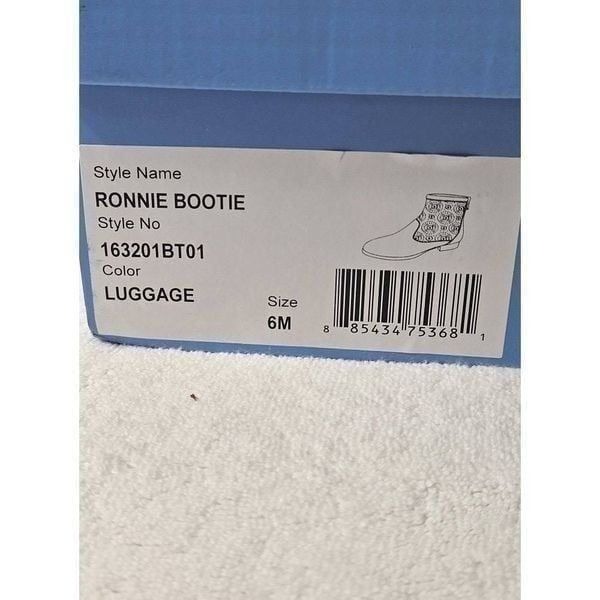 Style Name
RONNIE BOOTIE
Style No
163201BT01
Color
LUGGAGE
Size
6M
8 85434 75368 1